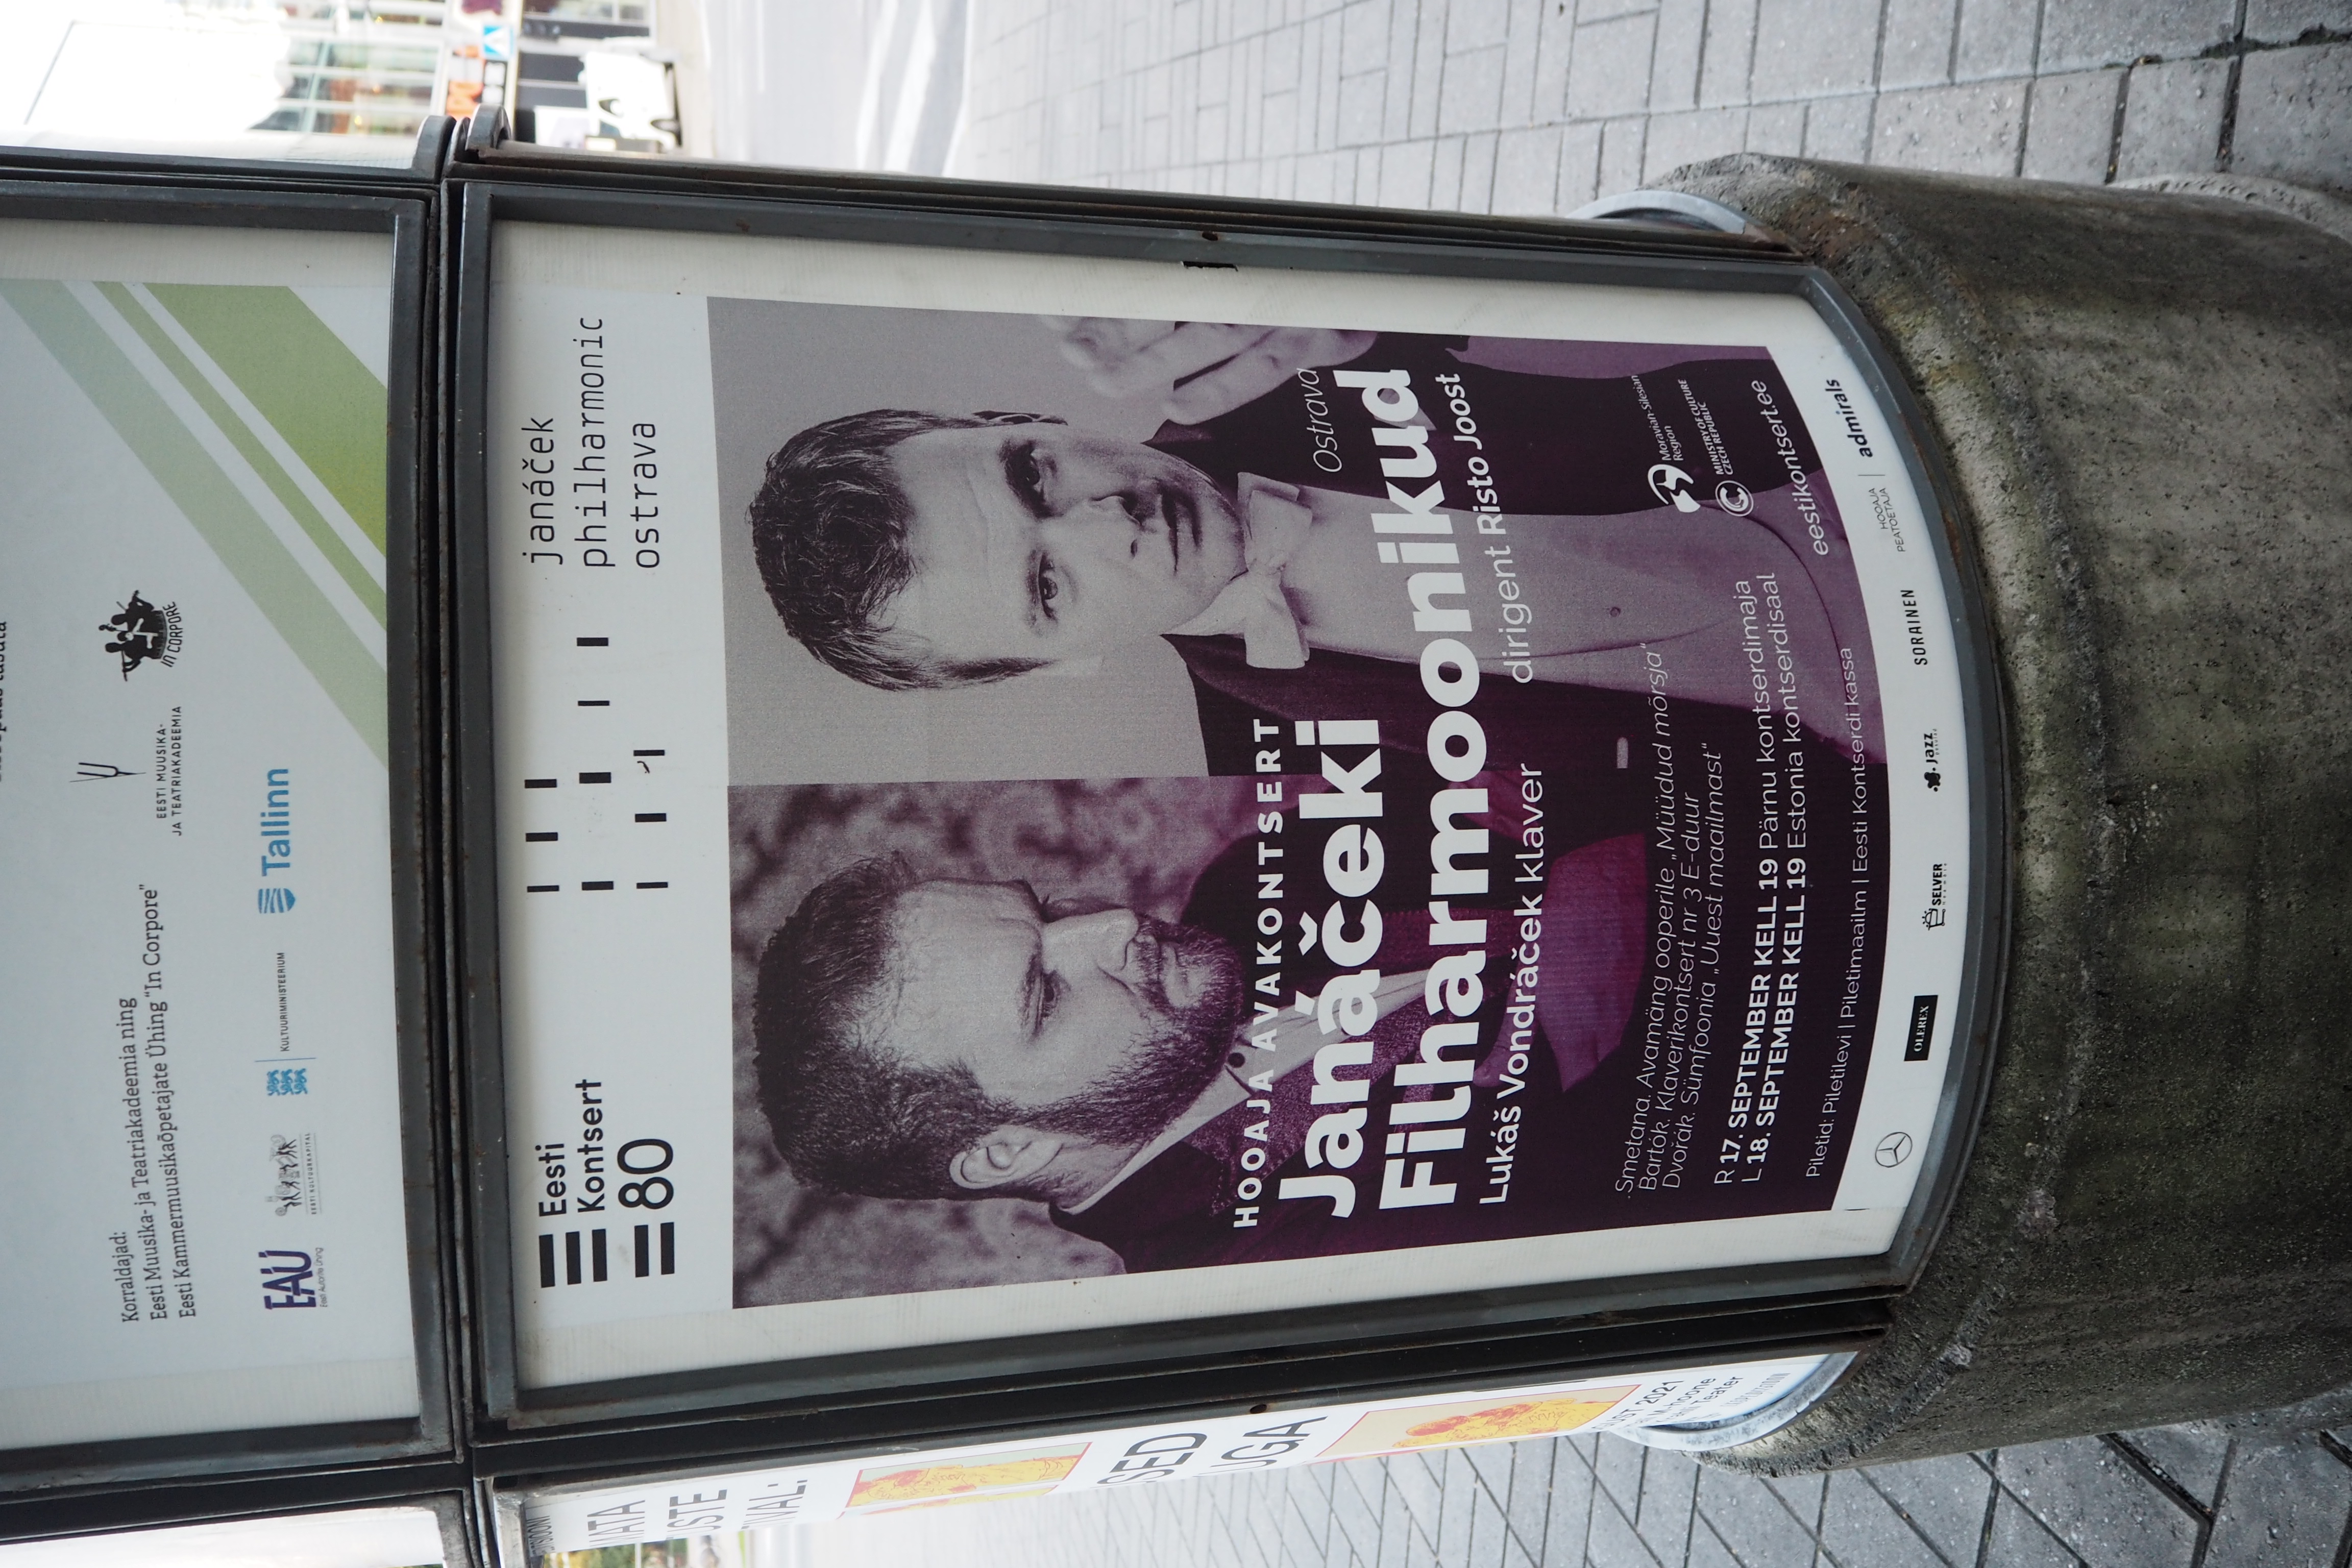 tasuta
Korraldajad:
Eesti Muusika- ja Teatriakadeemia ning
Eesti Kammermuusikaõpetajate Ühing "In Corpore"
EESTI MUUSIKA-
JA TEATRIAKADEEMIA
IN CORPORE
EAÜ
Eesti Autorite Ühing
EESTI KULTUURKAPITAL
KULTUURIMINISTEERIUM
Tallinn
Eesti
Kontsert
80
janáček
philharmonic
ostrava
HOOAJA AVAKONTSERT
Janáčeki
Ostrava
Filharmoonikud
Lukáš Vondráček klaver
dirigent Risto Joost
Smetana. Avamäng ooperile „Müüdud mõrsja“
Bartók. Klaverikontsert nr 3 E-duur
Dvořák. Sümfoonia „Uuest maailmast“
R 17. SEPTEMBER KELL 19 Pärnu kontserdimaja
L 18. SEPTEMBER KELL 19 Estonia kontserdisaal
Moravian-Silesian
Region
MINISTRY OF CULTURE
CZECH REPUBLIC
eestikontsert.ee
Piletid: Piletilevi | Piletimaailm | Eesti Kontserdi kassa
OLEREX
SELVER
jazz
pesulad
SORAINEN
HOOAJA
PEATOETAJA
admirals
2021